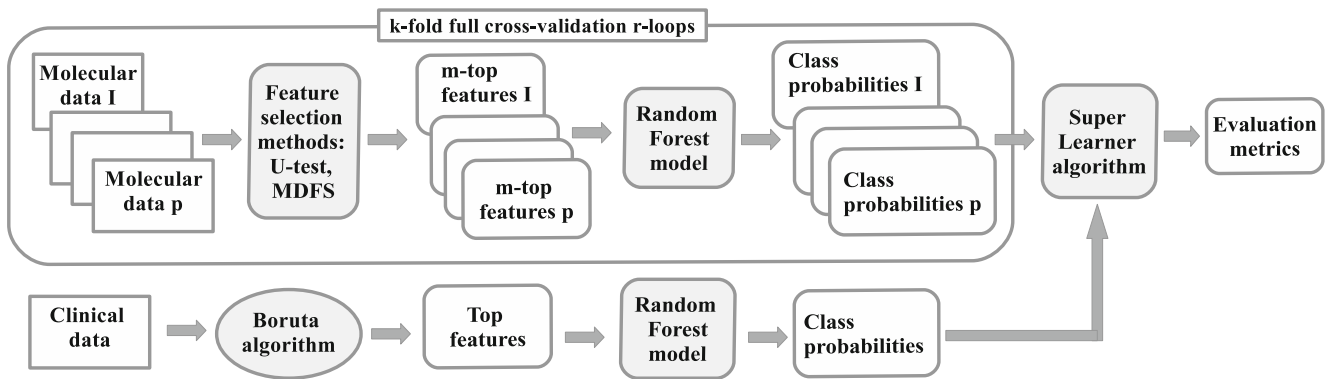 k-fold full cross-validation r-loops
Molecular
data I
Molecular
data p
Feature
selection
methods:
U-test,
MDFS
m-top
features I
m-top
features p
Random
Forest
model
Class
probabilities I
Class
probabilities p
Super
Learner
algorithm
Evaluation
metrics
Clinical
data
Boruta
algorithm
Top
features
Random
Forest
model
Class
probabilities